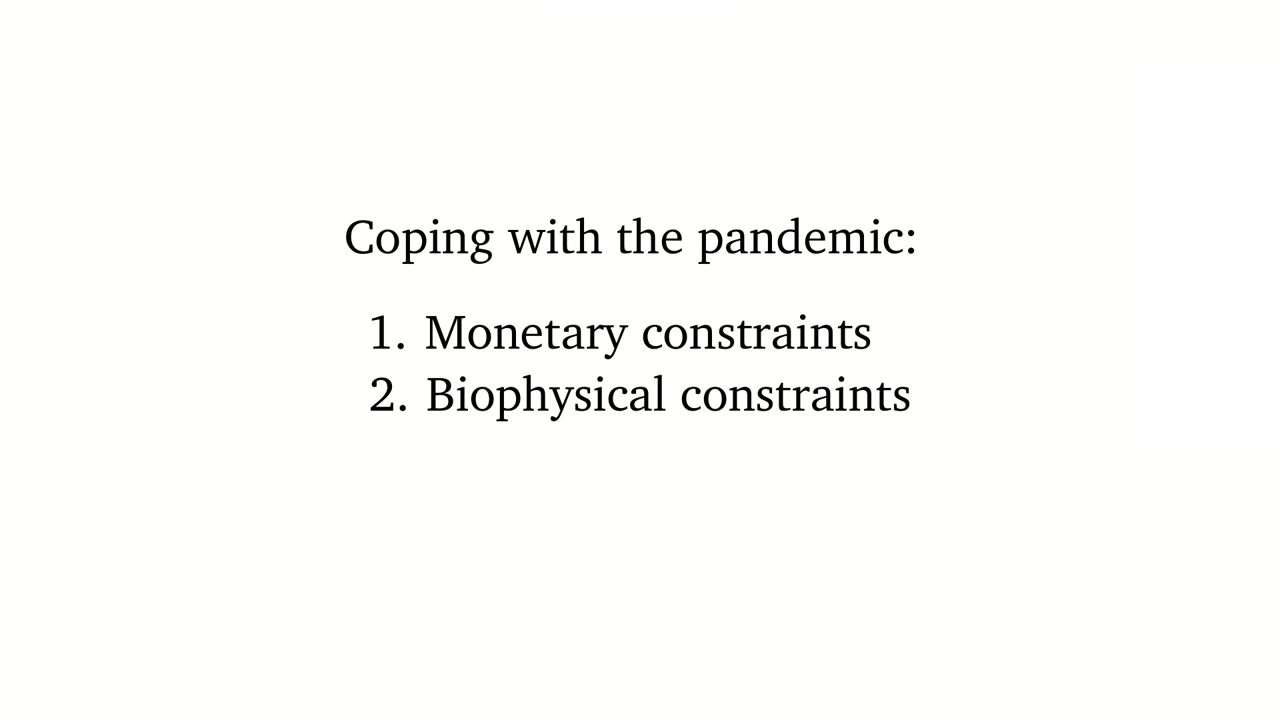 Coping with the pandemic:
1. Monetary constraints
2. Biophysical constraints